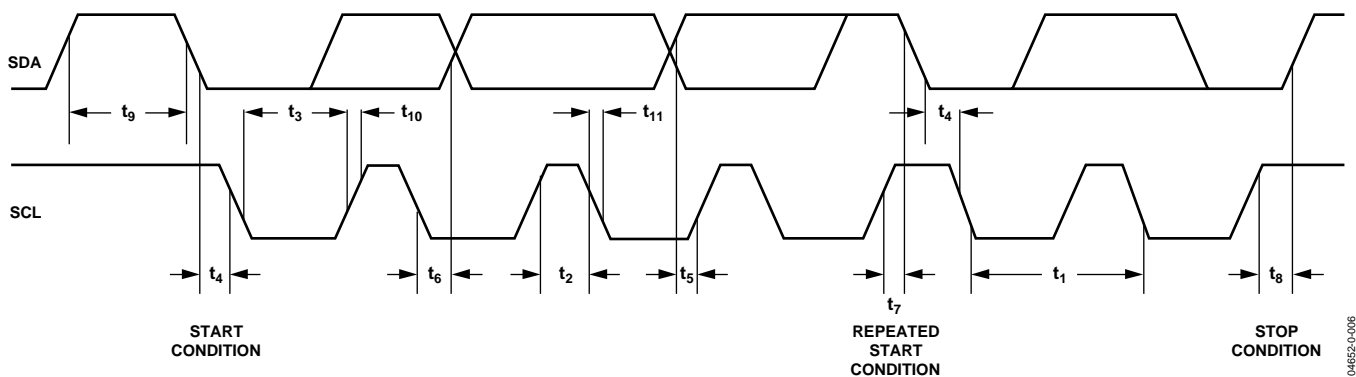 SDA
t9
t3
t10
t11
t4
SCL
t4
t6
t2
t5
t7
t1
t8
START
CONDITION
REPEATED
START
CONDITION
STOP
CONDITION
04652-0-006